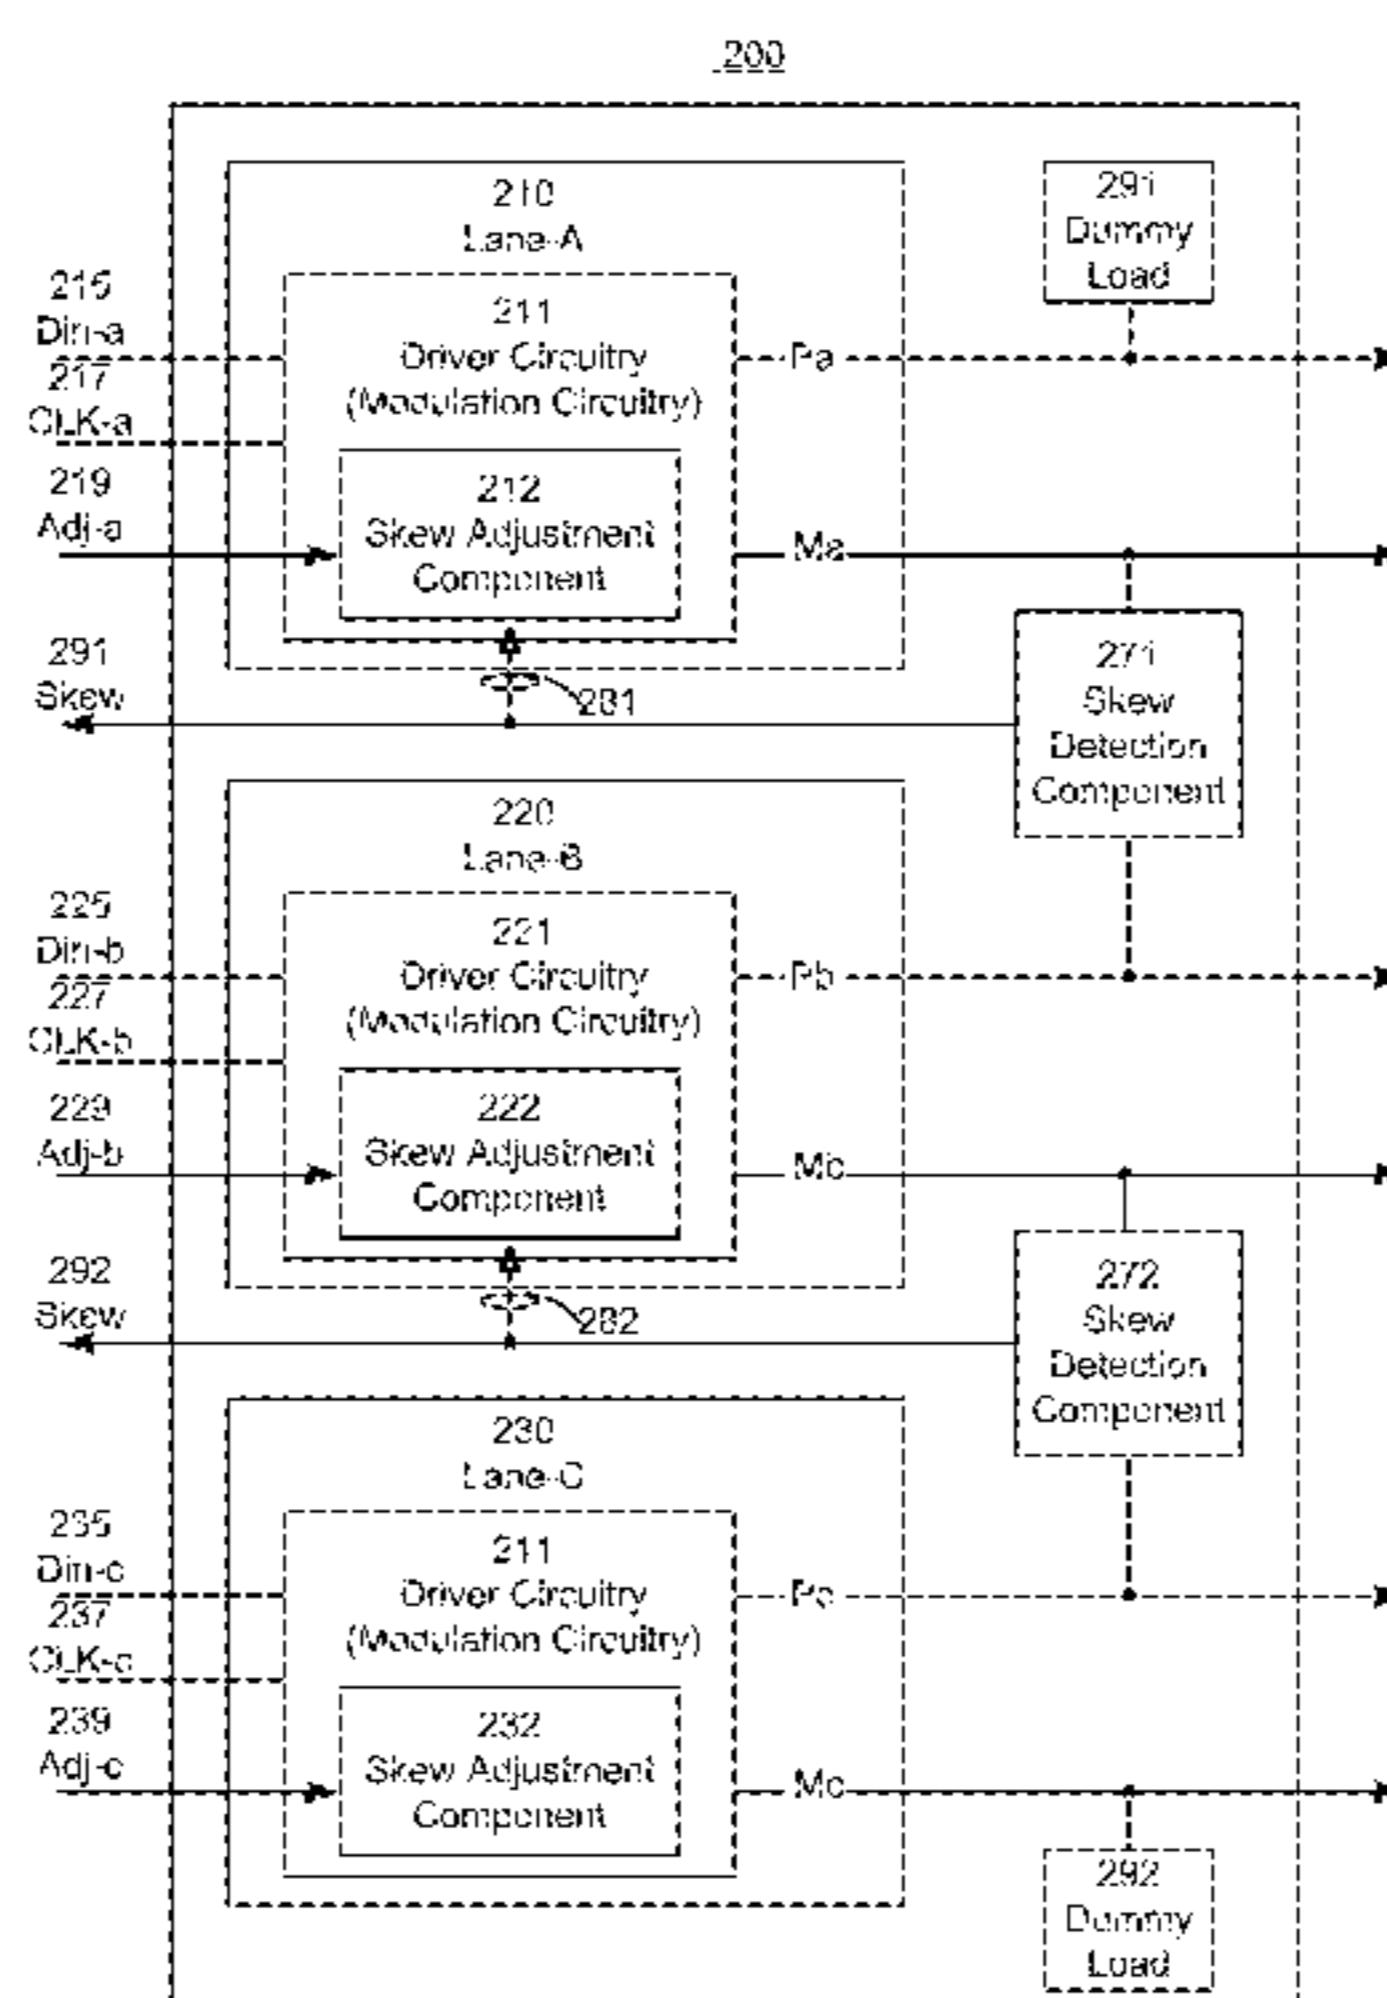 200
210
Lane-A
291
Dummy
Load
215
Din-a
217
CLK-a
219
Adj-a
211
Driver Circuitry
(Modulation Circuitry)
212
Skew Adjustment
Component
Pa
Ma
291
Skew
281
271
Skew
Detection
Component
220
Lane-B
225
Din-b
227
CLK-b
229
Adj-b
221
Driver Circuitry
(Modulation Circuitry)
222
Skew Adjustment
Component
Pb
Mb
292
Skew
282
272
Skew
Detection
Component
230
Lane-C
235
Din-c
237
CLK-c
239
Adj-c
211
Driver Circuitry
(Modulation Circuitry)
232
Skew Adjustment
Component
Pc
Mc
292
Dummy
Load